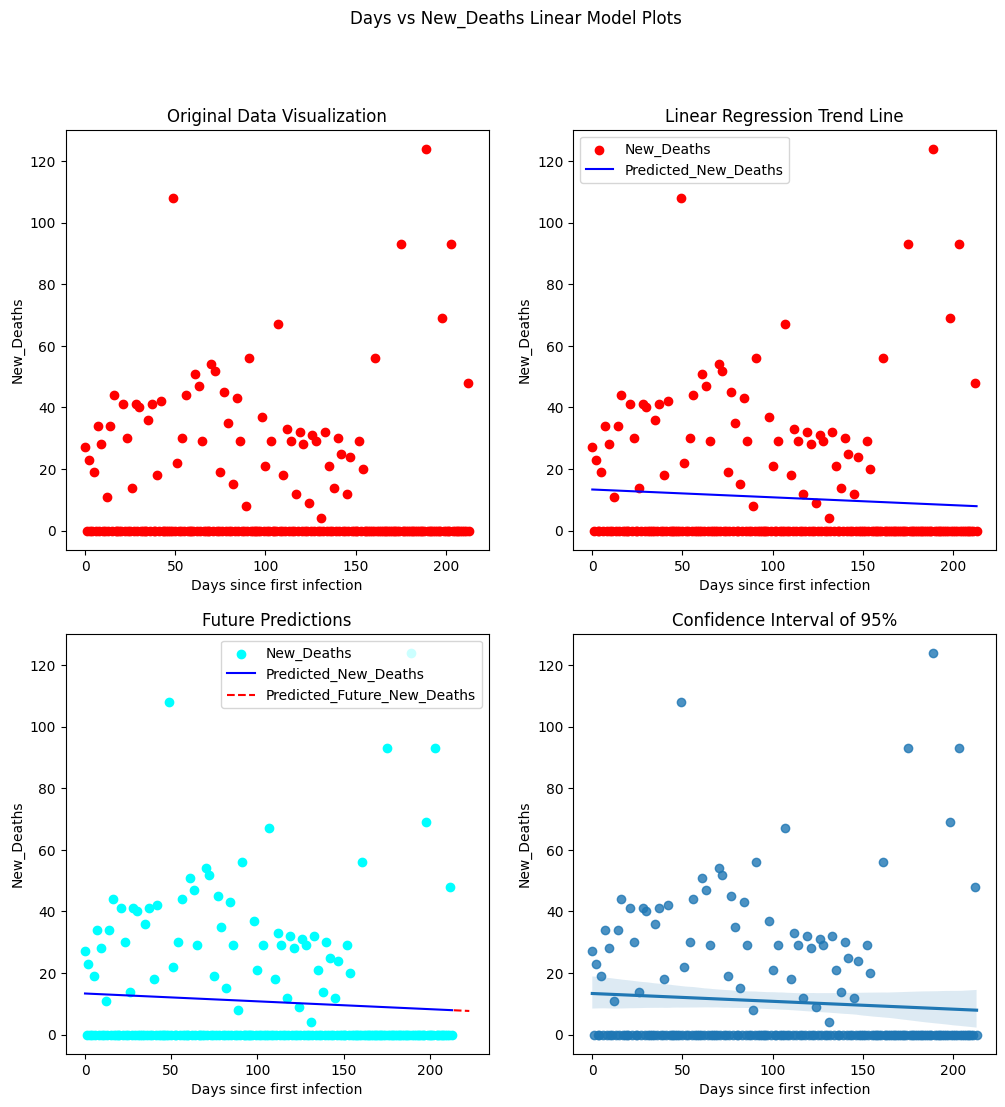 Days vs New_Deaths Linear Model Plots
Original Data Visualization
120
100
80
60
40
20
0
New_Deaths
0 50 100 150 200
Days since first infection
Linear Regression Trend Line
New_Deaths
Predicted_New_Deaths
120
100
80
60
40
20
0
New_Deaths
0 50 100 150 200
Days since first infection
Future Predictions
New_Deaths
Predicted_New_Deaths
Predicted_Future_New_Deaths
120
100
80
60
40
20
0
New_Deaths
0 50 100 150 200
Days since first infection
Confidence Interval of 95%
120
100
80
60
40
20
0
New_Deaths
0 50 100 150 200
Days since first infection